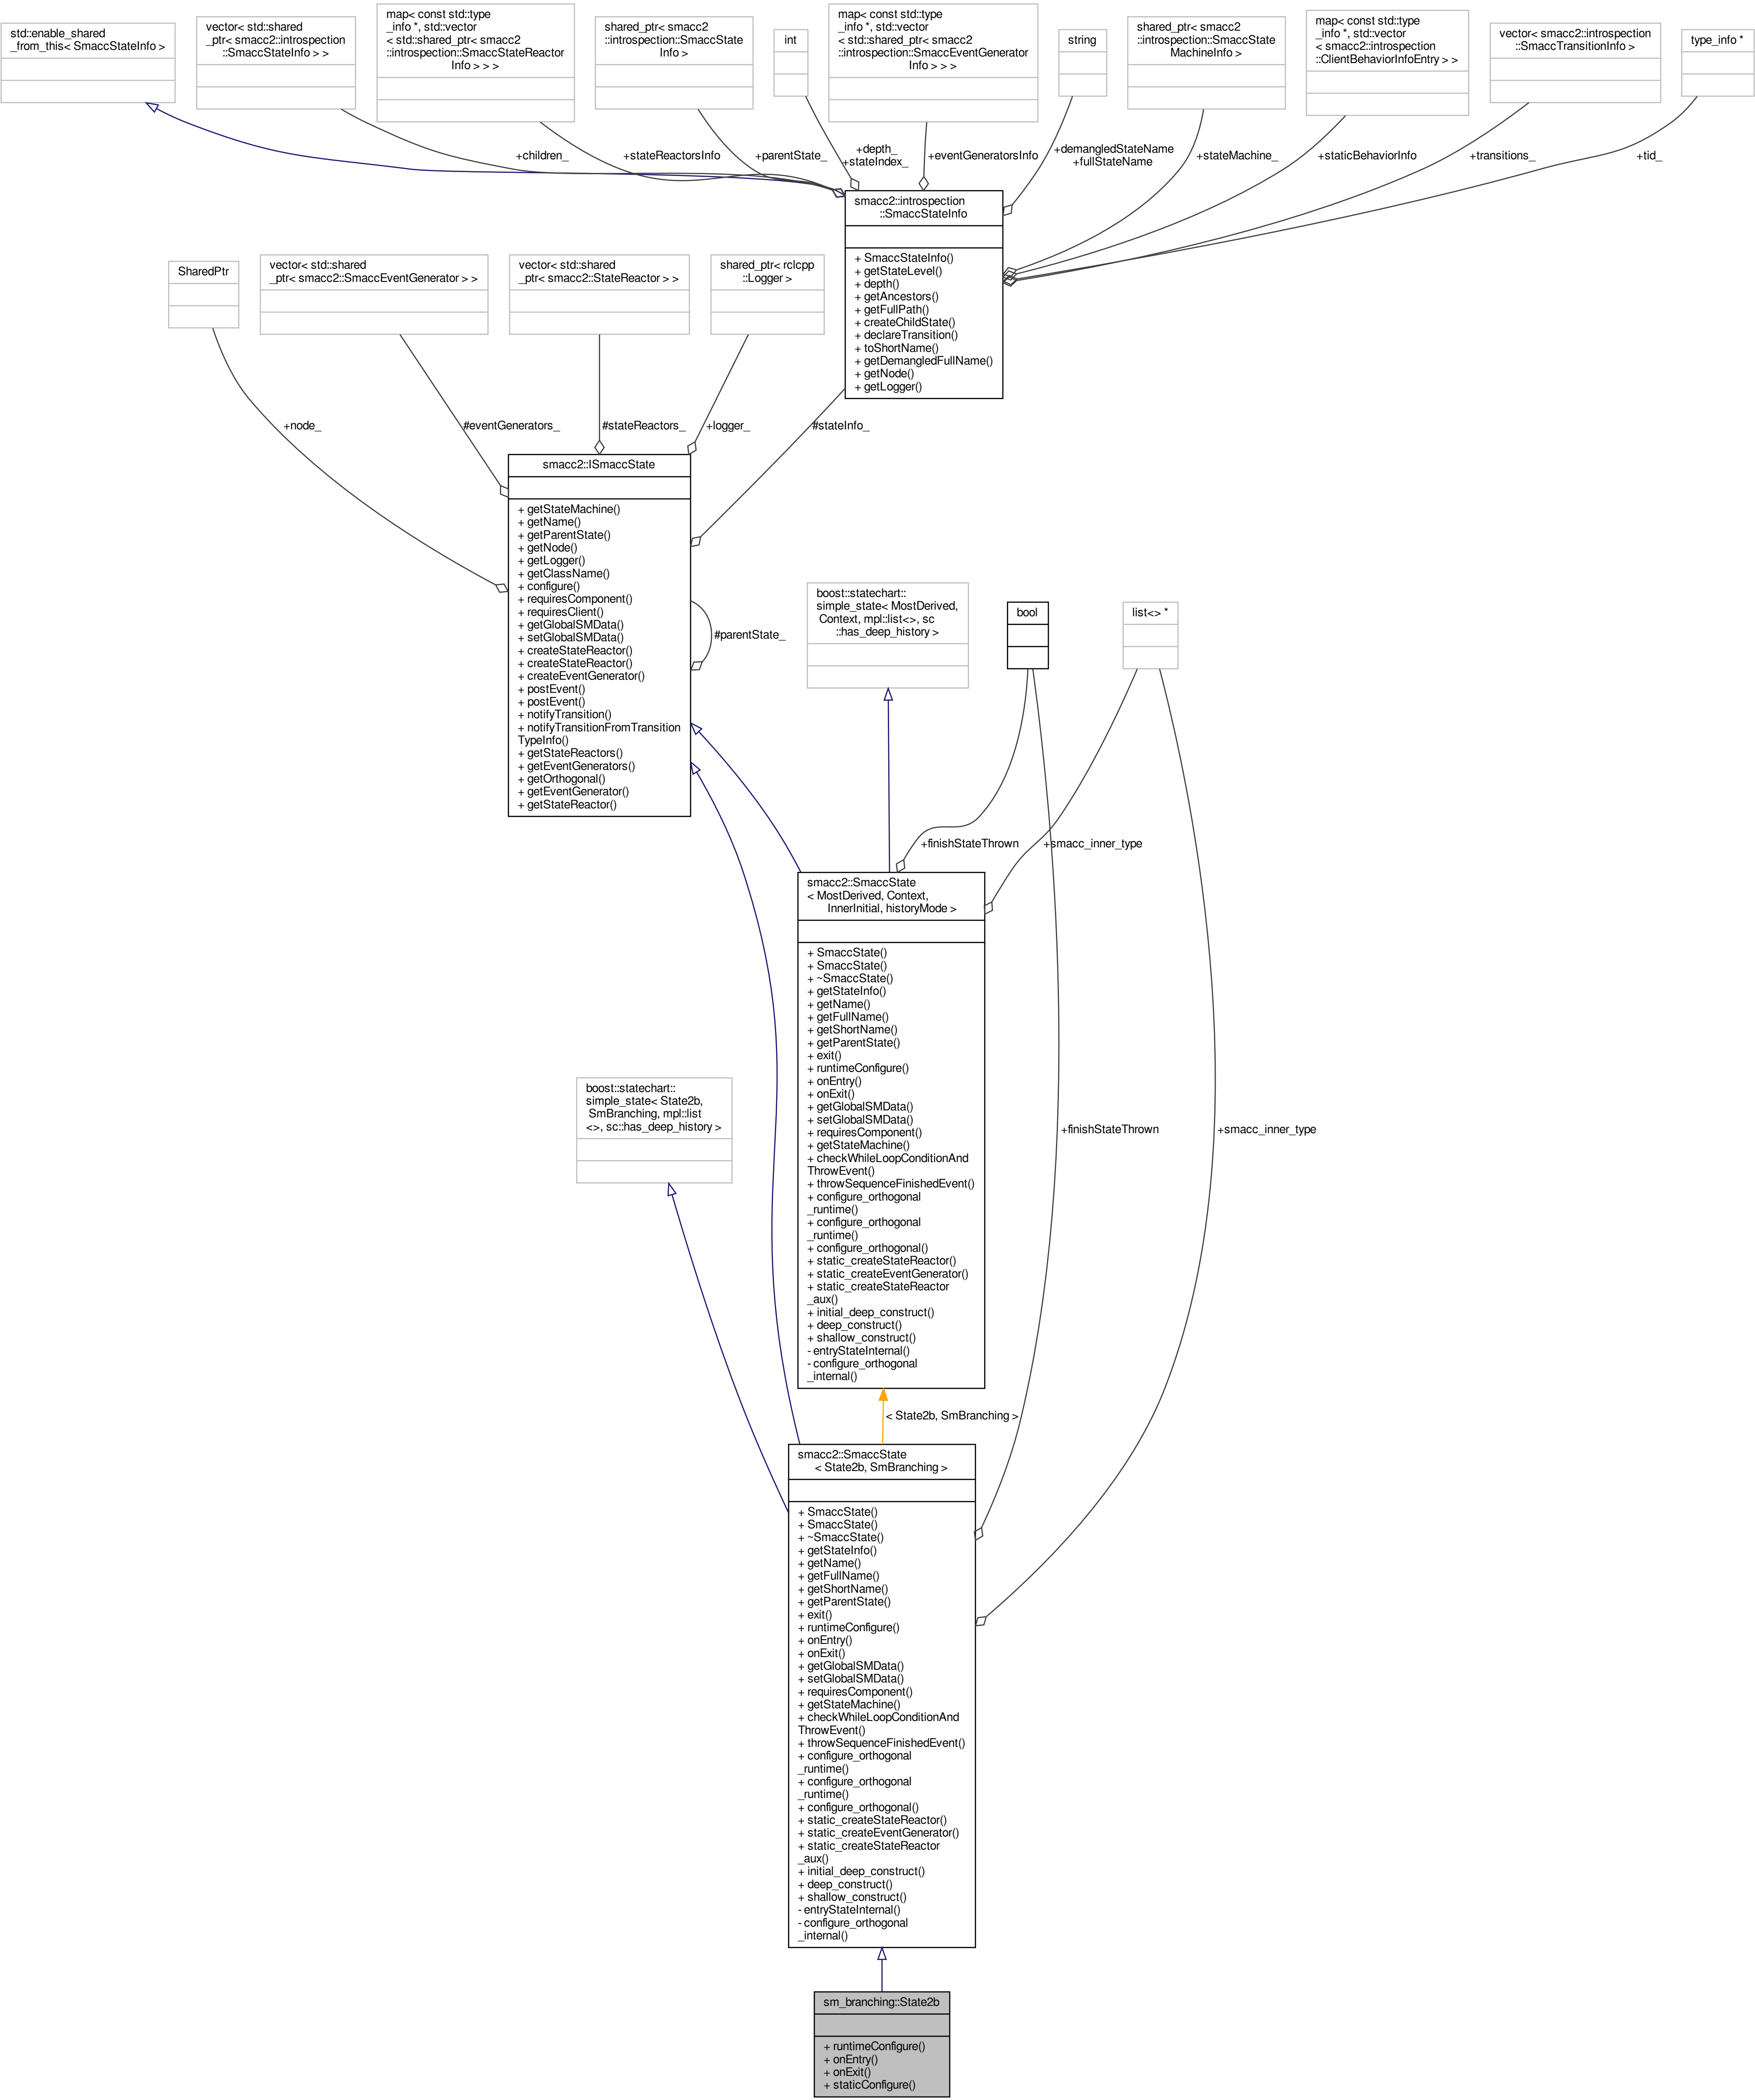 std::enable_shared
_from_this< SmaccStateInfo >
vector< std::shared
_ptr< smacc2::introspection
::SmaccStateInfo > >
map< const std::type
_info *, std::vector
< std::shared_ptr< smacc2
::introspection::SmaccStateReactor
Info > > >
shared_ptr< smacc2
::introspection::SmaccState
Info >
int
map< const std::type
_info *, std::vector
< std::shared_ptr< smacc2
::introspection::SmaccEventGenerator
Info > > >
string
shared_ptr< smacc2
::introspection::SmaccState
MachineInfo >
map< const std::type
_info *, std::vector
< smacc2::introspection
::ClientBehaviorInfoEntry > >
vector< smacc2::introspection
::SmaccTransitionInfo >
type_info *
+children_
+stateReactorsInfo
+parentState_
+depth_
+stateIndex_
+eventGeneratorsInfo
+demangledStateName
+fullStateName
+stateMachine_
+staticBehaviorInfo
+transitions_
+tid_
smacc2::introspection
::SmaccStateInfo
+ SmaccStateInfo()
+ getStateLevel()
+ depth()
+ getAncestors()
+ getFullPath()
+ createChildState()
+ declareTransition()
+ toShortName()
+ getDemangledFullName()
+ getNode()
+ getLogger()
SharedPtr
vector< std::shared
_ptr< smacc2::SmaccEventGenerator > >
vector< std::shared
_ptr< smacc2::StateReactor > >
shared_ptr< rclcpp
::Logger >
+node_
#eventGenerators_
#stateReactors_
+logger_
#stateInfo_
smacc2::ISmaccState
+ getStateMachine()
+ getName()
+ getParentState()
+ getNode()
+ getLogger()
+ getClassName()
+ configure()
+ requiresComponent()
+ requiresClient()
+ getGlobalSMData()
+ setGlobalSMData()
+ createStateReactor()
+ createStateReactor()
+ createEventGenerator()
+ postEvent()
+ postEvent()
+ notifyTransition()
+ notifyTransitionFromTransition
TypeInfo()
+ getStateReactors()
+ getEventGenerators()
+ getOrthogonal()
+ getEventGenerator()
+ getStateReactor()
#parentState_
boost::statechart::
simple_state< MostDerived,
Context, mpl::list<>, sc
::has_deep_history >
bool
list<> *
+finishStateThrown
+smacc_inner_type
smacc2::SmaccState
< MostDerived, Context,
InnerInitial, historyMode >
+ SmaccState()
+ SmaccState()
+ ~SmaccState()
+ getStateInfo()
+ getName()
+ getFullName()
+ getShortName()
+ getParentState()
+ exit()
+ runtimeConfigure()
+ onEntry()
+ onExit()
+ getGlobalSMData()
+ setGlobalSMData()
+ requiresComponent()
+ getStateMachine()
+ checkWhileLoopConditionAnd
ThrowEvent()
+ throwSequenceFinishedEvent()
+ configure_orthogonal
_runtime()
+ configure_orthogonal
_runtime()
+ configure_orthogonal()
+ static_createStateReactor()
+ static_createEventGenerator()
+ static_createStateReactor
_aux()
+ initial_deep_construct()
+ deep_construct()
+ shallow_construct()
- entryStateInternal()
- configure_orthogonal
_internal()
boost::statechart::
simple_state< State2b,
SmBranching, mpl::list
<>, sc::has_deep_history >
+finishStateThrown
+smacc_inner_type
< State2b, SmBranching >
smacc2::SmaccState
< State2b, SmBranching >
+ SmaccState()
+ SmaccState()
+ ~SmaccState()
+ getStateInfo()
+ getName()
+ getFullName()
+ getShortName()
+ getParentState()
+ exit()
+ runtimeConfigure()
+ onEntry()
+ onExit()
+ getGlobalSMData()
+ setGlobalSMData()
+ requiresComponent()
+ getStateMachine()
+ checkWhileLoopConditionAnd
ThrowEvent()
+ throwSequenceFinishedEvent()
+ configure_orthogonal
_runtime()
+ configure_orthogonal
_runtime()
+ configure_orthogonal()
+ static_createStateReactor()
+ static_createEventGenerator()
+ static_createStateReactor
_aux()
+ initial_deep_construct()
+ deep_construct()
+ shallow_construct()
- entryStateInternal()
- configure_orthogonal
_internal()
sm_branching::State2b
+ runtimeConfigure()
+ onEntry()
+ onExit()
+ staticConfigure()